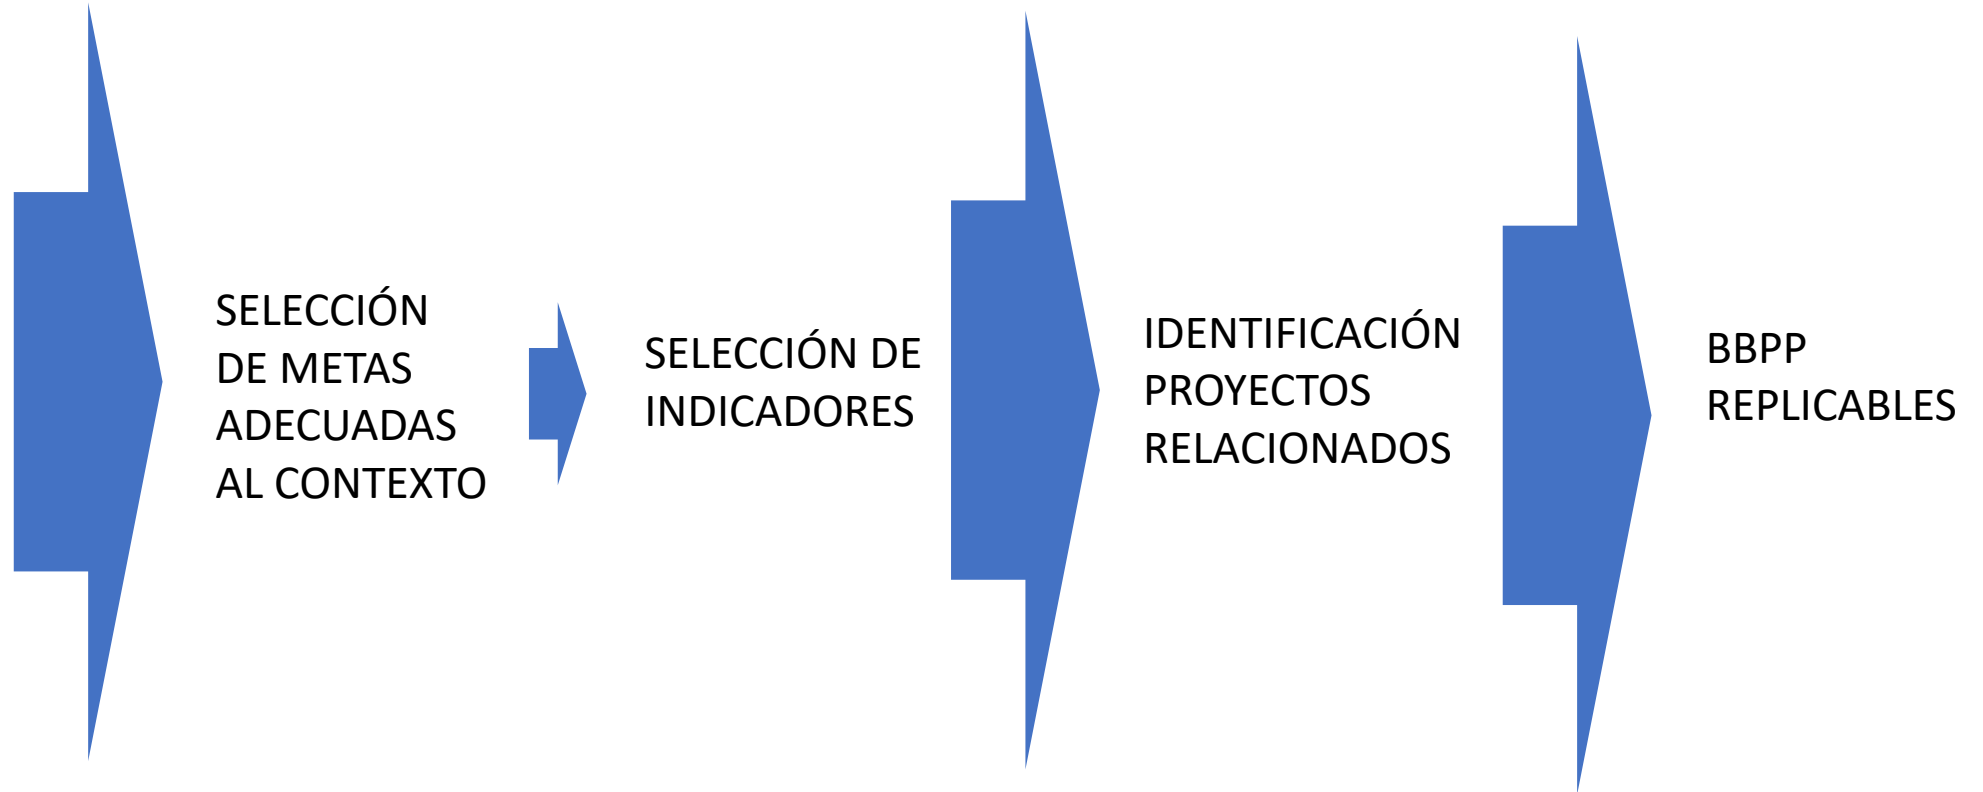 SELECCIÓN
DE METAS
ADECUADAS
AL CONTEXTO
SELECCIÓN DE
INDICADORES
IDENTIFICACIÓN
PROYECTOS
RELACIONADOS
BBPP
REPLICABLES